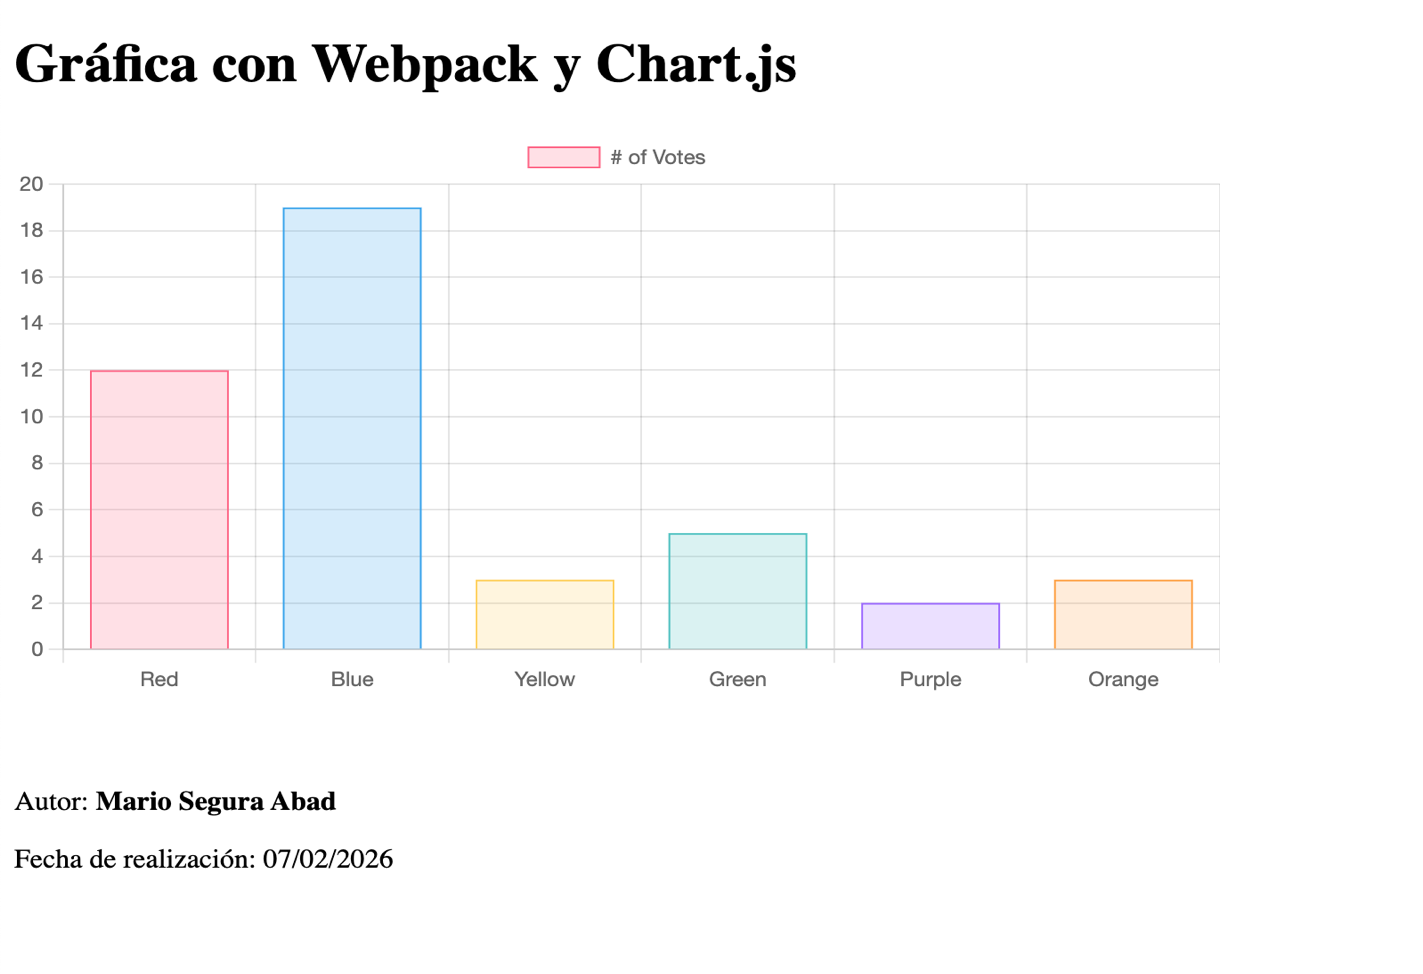 Gráfica con Webpack y Chart.js
# of Votes
20
18
16
14
12
10
8
6
4
2
0
Red Blue Yellow Green Purple Orange
Autor: Mario Segura Abad
Fecha de realización: 07/02/2026